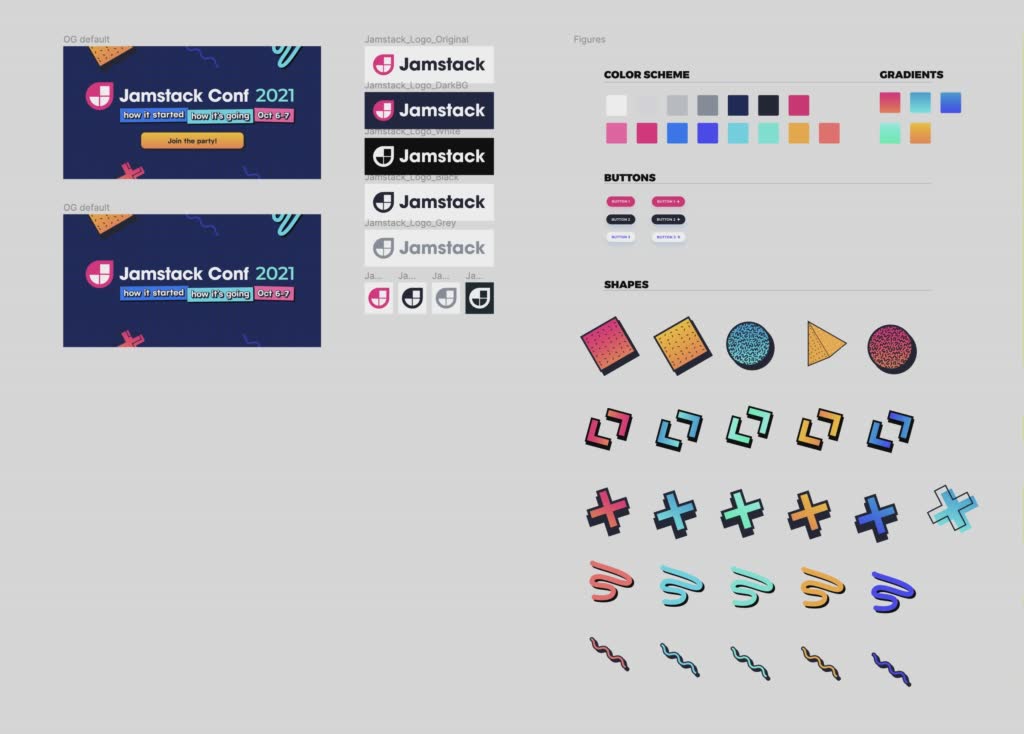 OG default
Jamstack Conf 2021
how it started how it's going Oct 6-7
Join the party!
OG default
Jamstack Conf 2021
how it started how it's going Oct 6-7
Jamstack_Logo_Original
Jamstack
Jamstack_Logo_DarkBG
Jamstack
Jamstack_Logo_White
Jamstack
Jamstack_Logo_Black
Jamstack
Jamstack_Logo_Grey
Jamstack
Ja... Ja... Ja... Ja...
Figures
COLOR SCHEME
GRADIENTS
BUTTONS
BUTTON 1 BUTTON 1
BUTTON 2 BUTTON 2
BUTTON 3 BUTTON 3
SHAPES